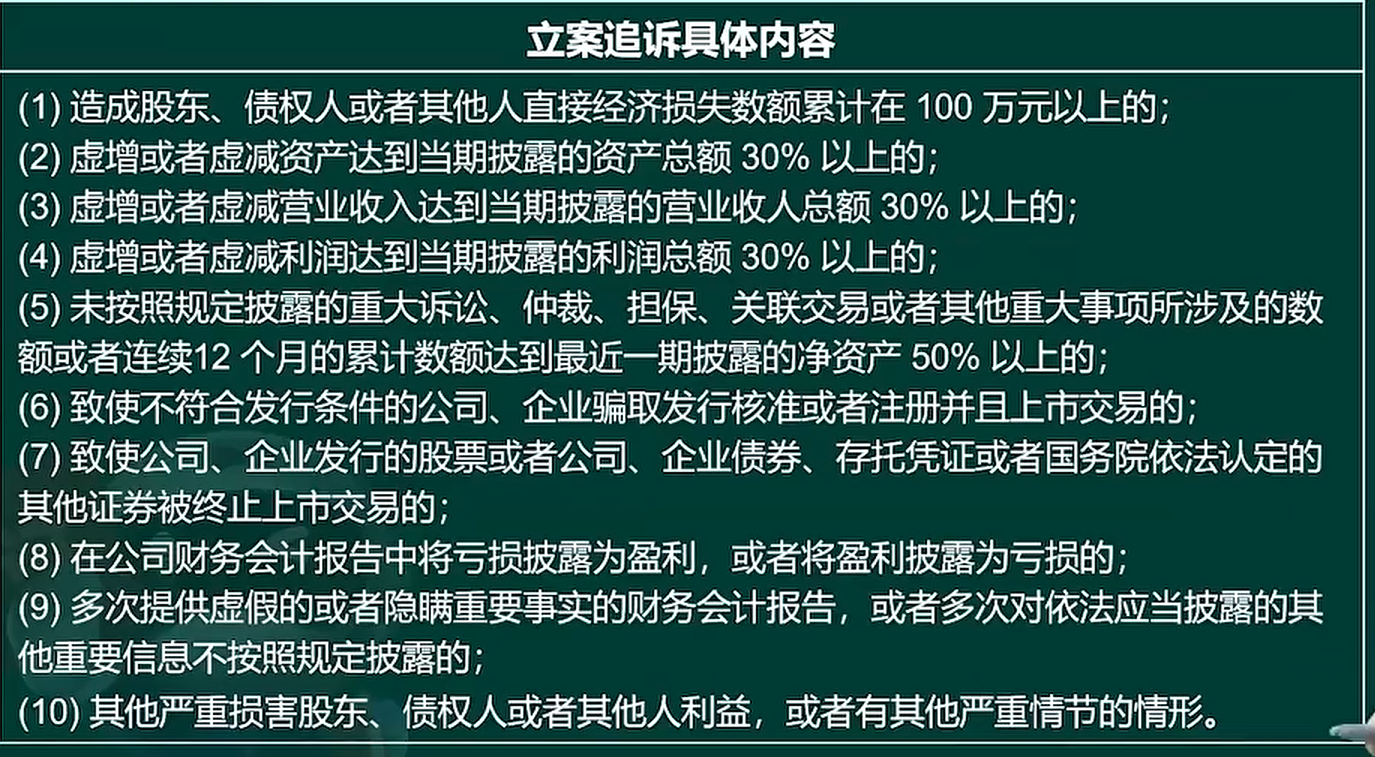 立案追诉具体内容
(1) 造成股东、债权人或者其他人直接经济损失数额累计在 100 万元以上的；
(2) 虚增或者虚减资产达到当期披露的资产总额 30% 以上的；
(3) 虚增或者虚减营业收入达到当期披露的营业收人总额 30% 以上的；
(4) 虚增或者虚减利润达到当期披露的利润总额 30% 以上的；
(5) 未按照规定披露的重大诉讼、仲裁、担保、关联交易或者其他重大事项所涉及的数
额或者连续12 个月的累计数额达到最近一期披露的净资产 50% 以上的；
(6) 致使不符合发行条件的公司、企业骗取发行核准或者注册并且上市交易的；
(7) 致使公司、企业发行的股票或者公司、企业债券、存托凭证或者国务院依法认定的
其他证券被终止上市交易的；
(8) 在公司财务会计报告中将亏损披露为盈利，或者将盈利披露为亏损的；
(9) 多次提供虚假的或者隐瞒重要事实的财务会计报告，或者多次对依法应当披露的其
他重要信息不按照规定披露的；
(10) 其他严重损害股东、债权人或者其他人利益，或者有其他严重情节的情形。